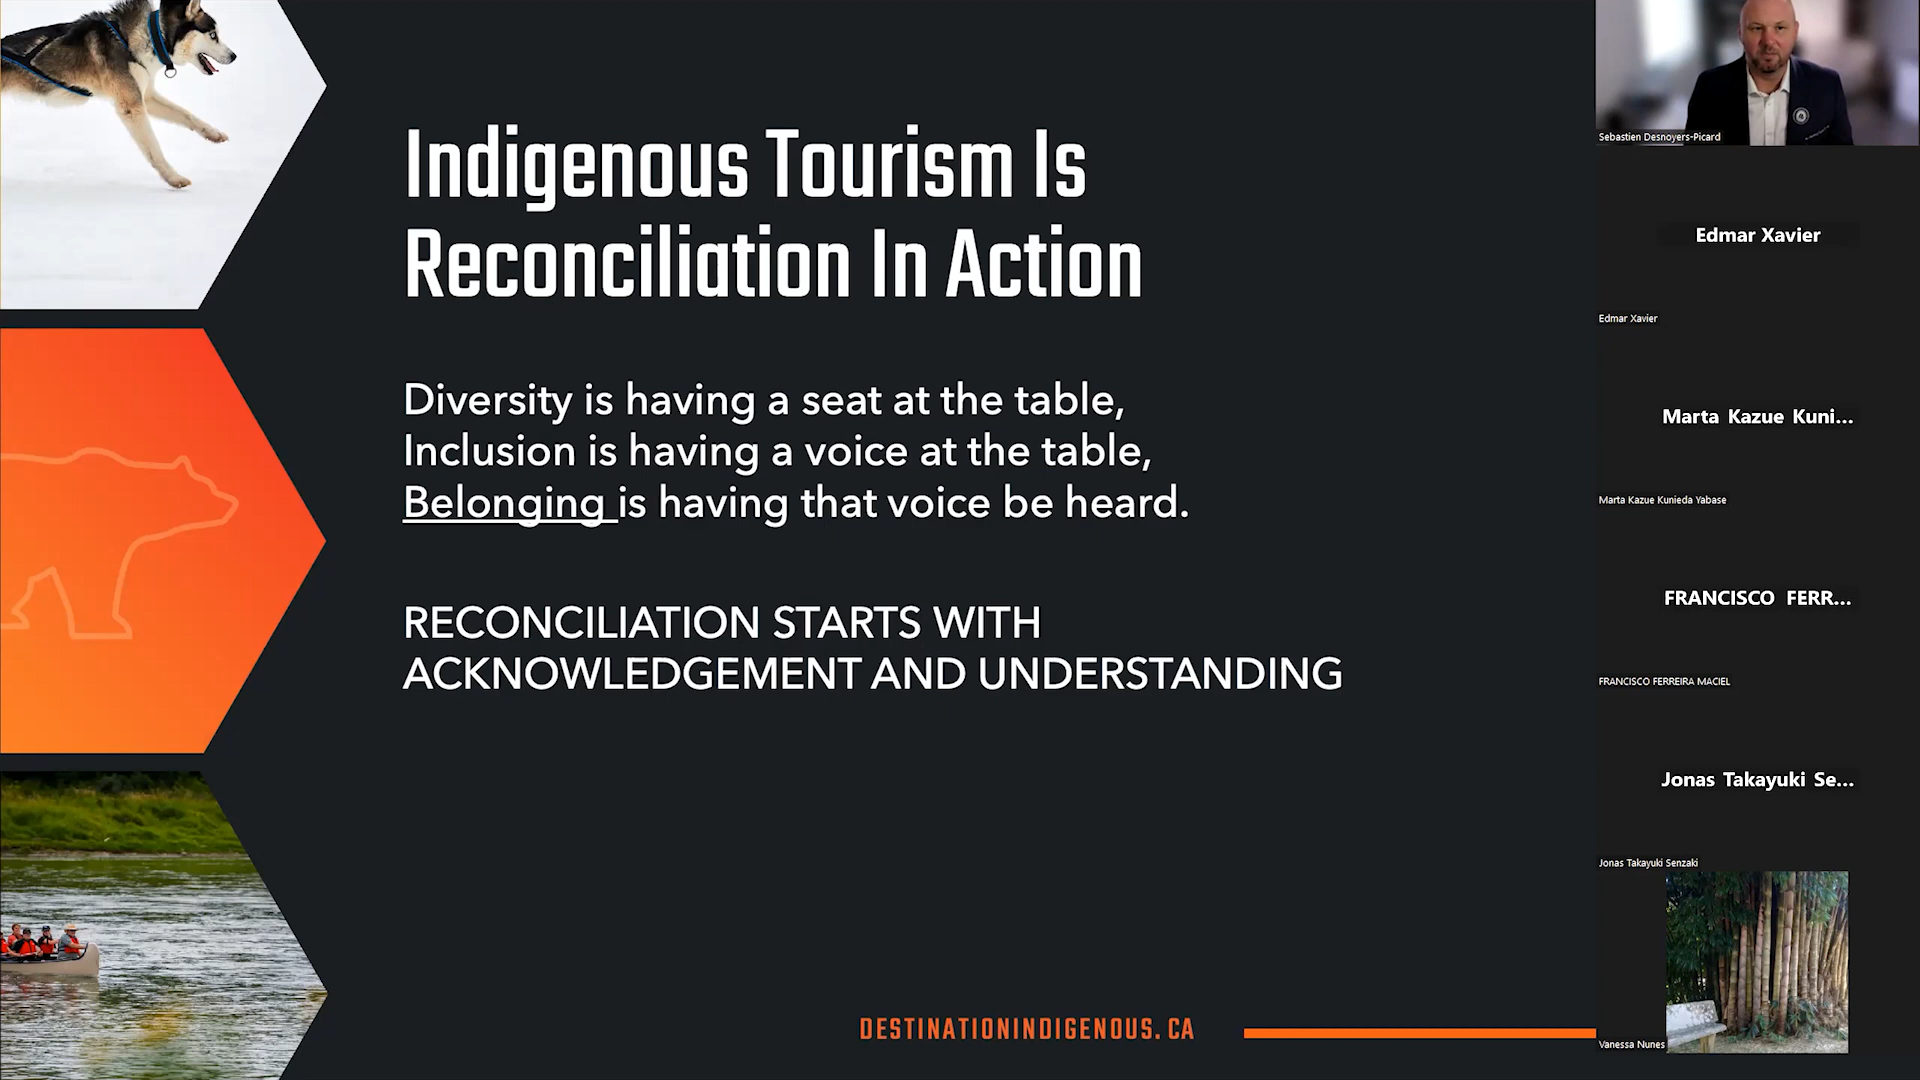 Indigenous Tourism Is
Reconciliation In Action
Diversity is having a seat at the table,
Inclusion is having a voice at the table,
Belonging is having that voice be heard.
RECONCILIATION STARTS WITH
ACKNOWLEDGEMENT AND UNDERSTANDING
DESTINATIONINDIGENOUS.CA
Sebastien Desnoyers-Picard
Edmar Xavier
Edmar Xavier
Marta Kazue Kuni...
Marta Kazue Kunieda Yabase
FRANCISCO FERR...
FRANCISCO FERREIRA MACIEL
Jonas Takayuki Se...
Jonas Takayuki Senzaki
Vanessa Nunes